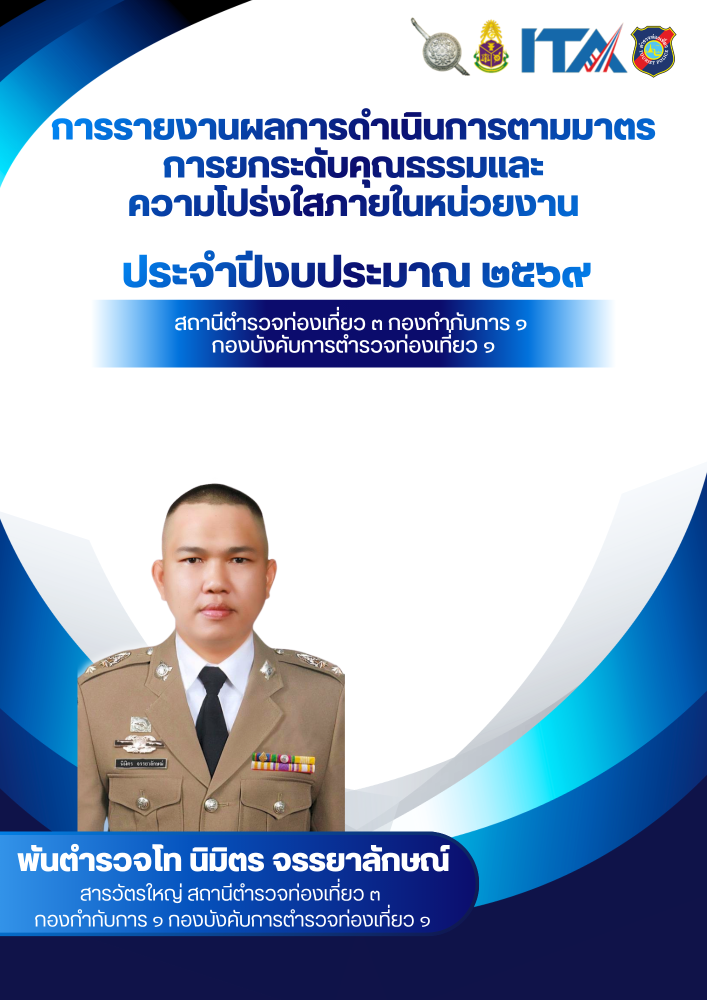 ITA
ตำรวจท่องเที่ยว
TOURIST POLICE
การรายงานผลการดำเนินการตามมาตร
การยกระดับคุณธรรมและ
ความโปร่งใสภายในหน่วยงาน
ประจำปีงบประมาณ ๒๕๖๙
สถานีตำรวจท่องเที่ยว ๓ กองกำกับการ ๑
กองบังคับการตำรวจท่องเที่ยว ๑
นิมิตร จรรยาลักษณ์
พันตำรวจโท นิมิตร จรรยาลักษณ์
สารวัตรใหญ่ สถานีตำรวจท่องเที่ยว ๓
กองกำกับการ ๑ กองบังคับการตำรวจท่องเที่ยว ๑